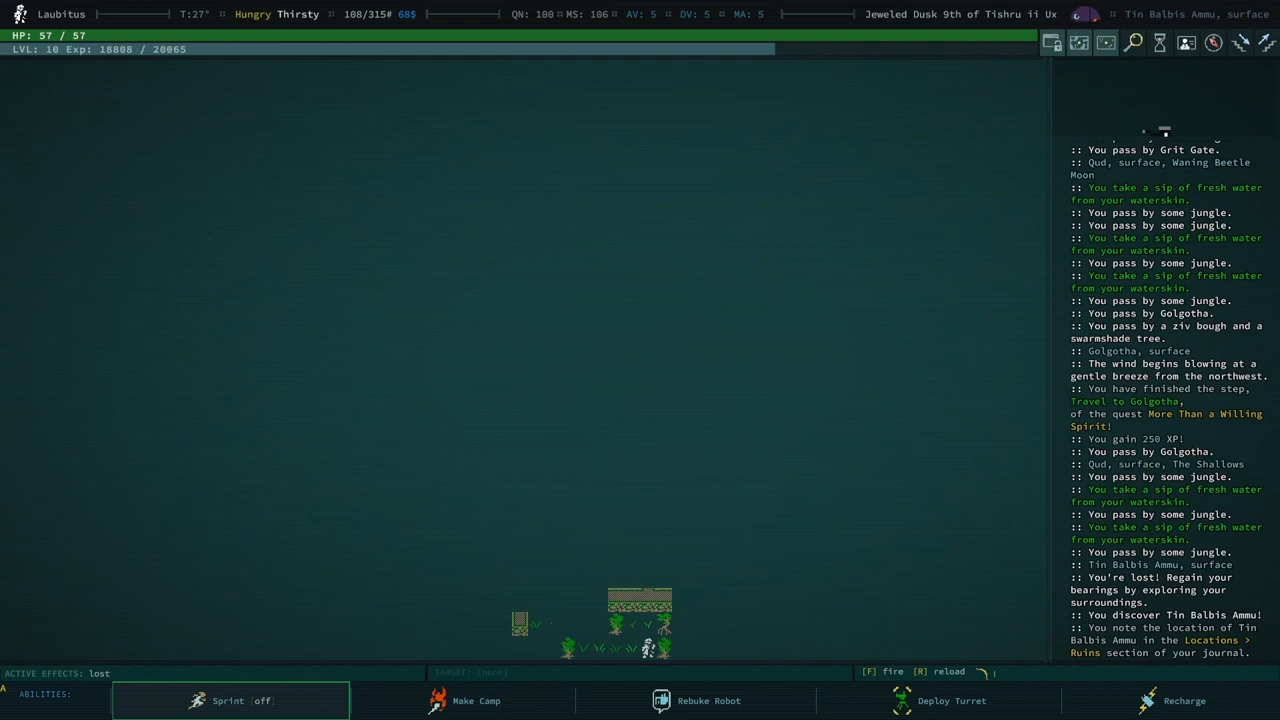 Laubitus T:27° :: Hungry Thirsty :: 108/315# 68$ QN: 100 :: MS: 106 :: AV: 5 :: DV: 5 :: MA: 5 Jeweled Dusk 9th of Tishru ii Ux Tin Balbis Ammu, surface
HP: 57 / 57
LVL: 10 Exp: 18808 / 20065
:: You pass by Grit Gate.
:: Qud, surface, Waning Beetle
Moon
:: You take a sip of fresh water
from your waterskin.
:: You pass by some jungle.
:: You pass by some jungle.
:: You take a sip of fresh water
from your waterskin.
:: You pass by some jungle.
:: You take a sip of fresh water
from your waterskin.
:: You pass by some jungle.
:: You pass by Golgotha.
:: You pass by a ziv bough and a
swarmshade tree.
:: Golgotha, surface
:: The wind begins blowing at a
gentle breeze from the northwest.
:: You have finished the step,
Travel to Golgotha,
of the quest More Than a Willing
Spirit!
:: You gain 250 XP!
:: You pass by Golgotha.
:: Qud, surface, The Shallows
:: You pass by some jungle.
:: You take a sip of fresh water
from your waterskin.
:: You pass by some jungle.
:: You take a sip of fresh water
from your waterskin.
:: You pass by some jungle.
:: Tin Balbis Ammu, surface
:: You're lost! Regain your
bearings by exploring your
surroundings.
:: You discover Tin Balbis Ammu!
:: You note the location of Tin
Balbis Ammu in the Locations >
Ruins section of your journal.
ACTIVE EFFECTS: lost TARGET: [none] [F] fire [R] reload
A ABILITIES: Sprint [off] Make Camp Rebuke Robot Deploy Turret Recharge